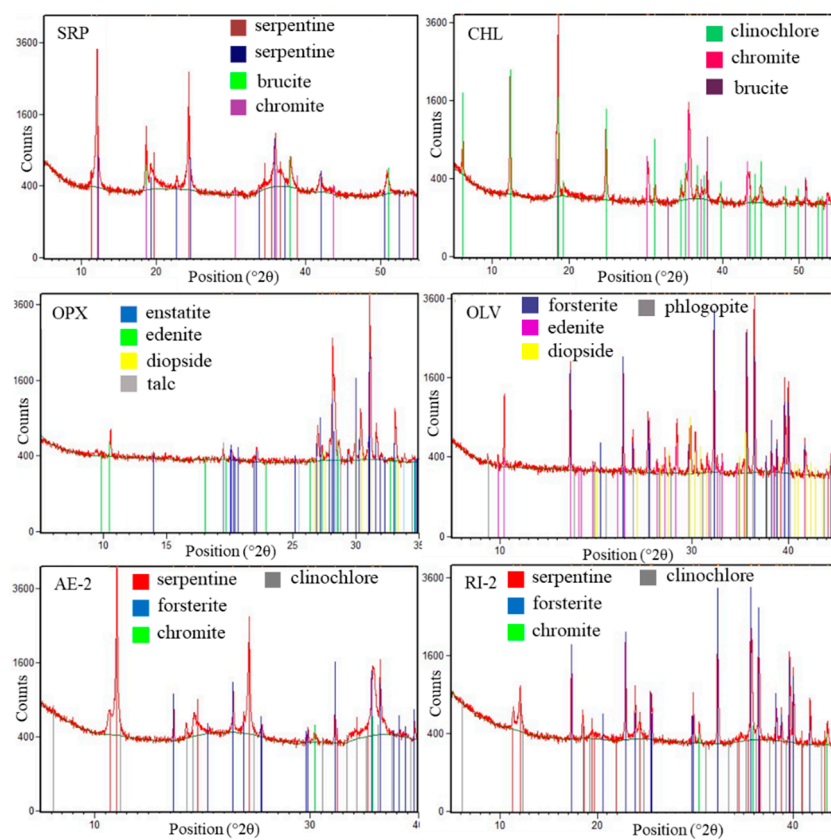 SRP
serpentine
serpentine
brucite
chromite
Counts
3600
1600
400
0
10
20
30
40
50
Position (°2θ)
CHL
clinochlore
chromite
brucite
Counts
3600
1600
400
0
10
20
30
40
50
Position (°2θ)
OPX
enstatite
edenite
diopside
talc
Counts
3600
1600
400
0
10
15
20
25
30
35
Position (°2θ)
OLV
forsterite
edenite
diopside
phlogopite
Counts
3600
1600
400
0
10
20
30
40
Position (°2θ)
AE-2
serpentine
forsterite
chromite
clinochlore
Counts
3600
1600
400
0
10
30
40
Position (°2θ)
RI-2
serpentine
forsterite
chromite
clinochlore
Counts
3600
1600
400
0
10
20
30
40
Position (°2θ)